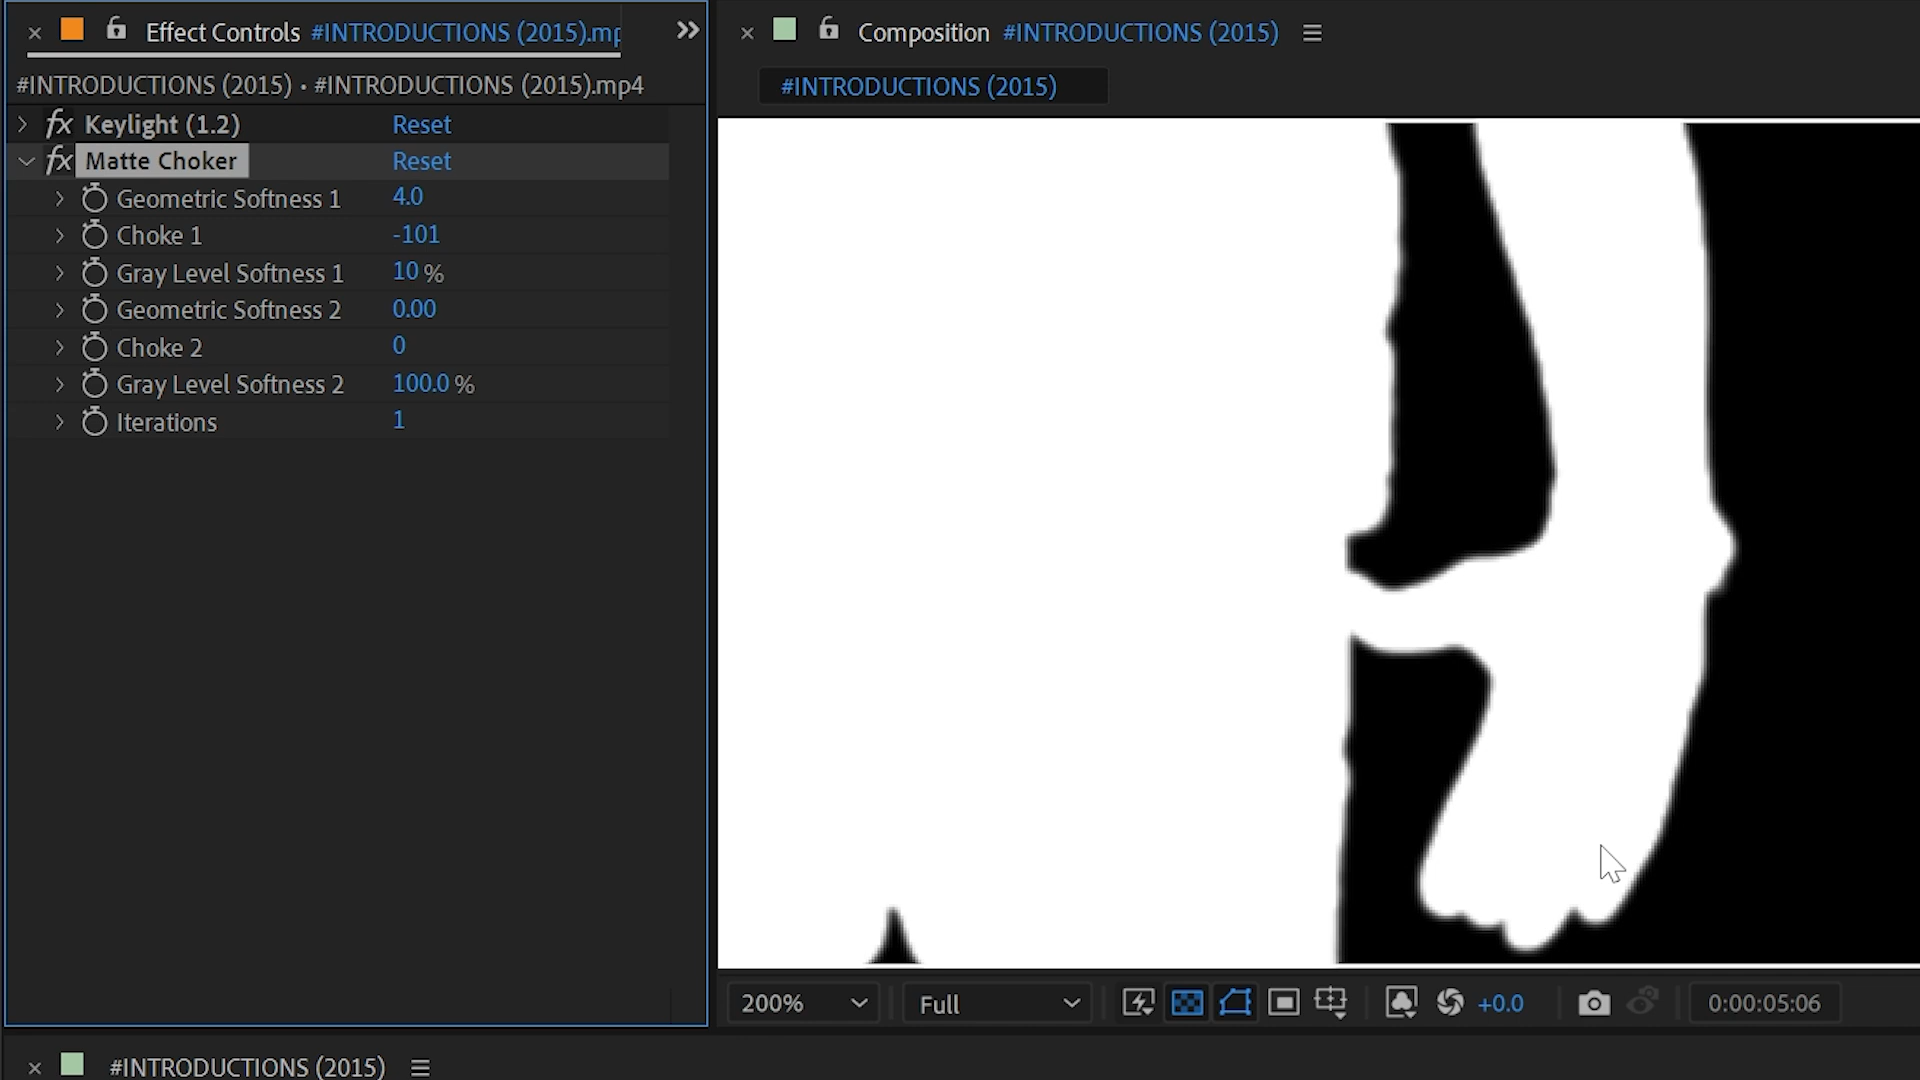 Effect Controls #INTRODUCTIONS (2015).mp
#INTRODUCTIONS (2015) • #INTRODUCTIONS (2015).mp4
fx Keylight (1.2) Reset
fx Matte Choker Reset
Geometric Softness 1 4.0
Choke 1 -101
Gray Level Softness 1 10 %
Geometric Softness 2 0.00
Choke 2 0
Gray Level Softness 2 100.0 %
Iterations 1
Composition #INTRODUCTIONS (2015)
#INTRODUCTIONS (2015)
200% Full +0.0 0:00:05:06
#INTRODUCTIONS (2015)